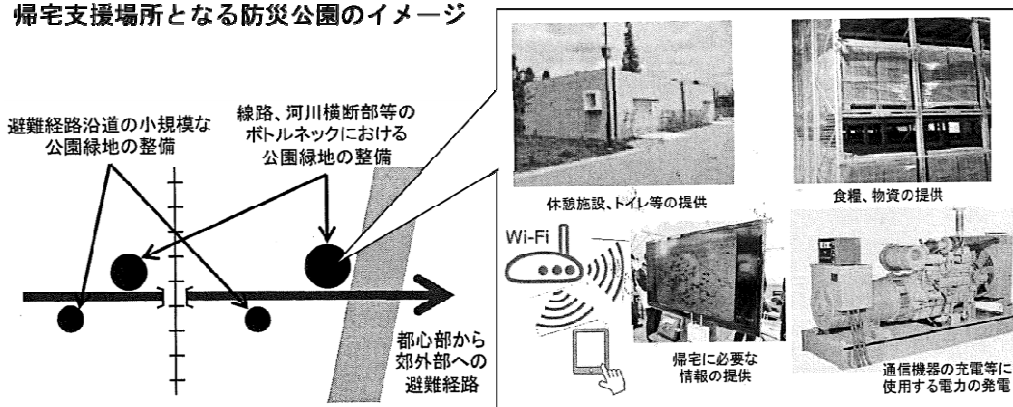 帰宅支援場所となる防災公園のイメージ
避難経路沿道の小規模な
公園緑地の整備
線路、河川横断部等の
ボトルネックにおける
公園緑地の整備
都心部から
郊外部への
避難経路
休憩施設、トイレ等の提供
食糧、物資の提供
Wi-Fi
帰宅に必要な
情報の提供
通信機器の充電等に
使用する電力の発電